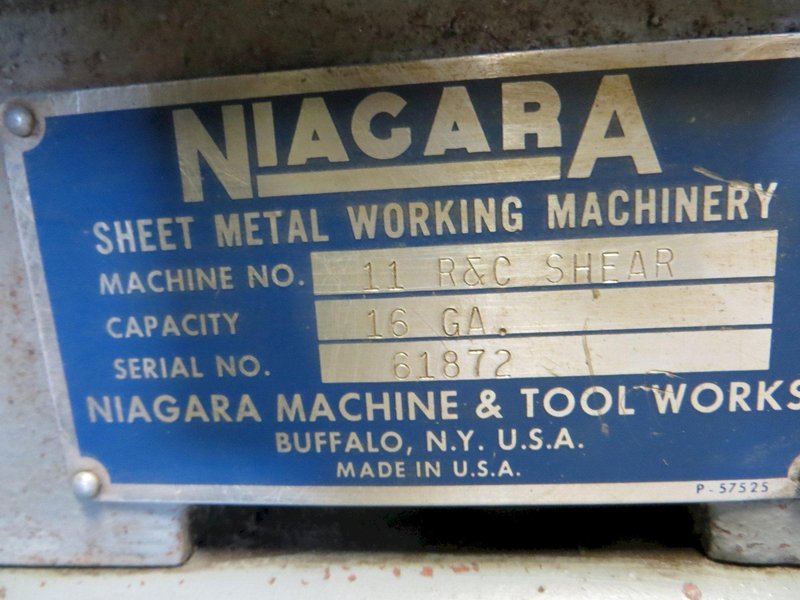 NIAGARA
SHEET METAL WORKING MACHINERY
MACHINE NO. 11 R&C SHEAR
CAPACITY 16 GA.
SERIAL NO. 61872
NIAGARA MACHINE & TOOL WORKS
BUFFALO, N.Y. U.S.A.
MADE IN U.S.A.
P-57525